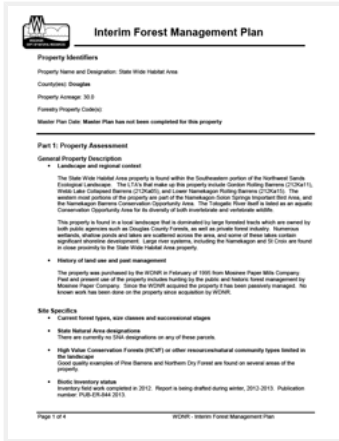 Interim Forest Management Plan
Property Identifiers
Property Name and Designation: State Wide Habitat Area
County(ies): Douglas
Property Acreage: 30.0
Forestry Property Code(s)
Master Plan Date: Master Plan has not been completed for this property
Part 1: Property Assessment
General Property Description
• Landscape and regional context
The State Wide Habitat Area property is found within the Southeastern portion of the Northwest Sands
Ecological Landscape. The LTA's that make up this property include Gordon Rolling Barrens (212Ka11),
Webb Lake Collapsed Barrens (212Ka05), and Lower Namekagon Rolling Barrens (212Ka10). The
western most portions of the property are part of the Namekagon-Solon Springs Important Bird Area, and
the Namekagon Barrens Conservation Opportunity Area. The Totagatic River itself is listed as an aquatic
Conservation Opportunity Area for its diversity of both invertebrate and vertebrate wildlife.
This property is found in a local landscape that is dominated by large forested tracts which are owned by
both public agencies such as Douglas County Forests, as well as private forest industry. Numerous
wetlands, shallow ponds and lakes are scattered across the area, and some of these lakes contain
significant shoreline development. Large river systems, including the Namekagon and St Croix are found
in close proximity to the State Wide Habitat Area property.
• History of land use and past management
The property was purchased by the WDNR in February of 1995 from Mosinee Paper Mills Company.
Past and present use of the property includes hunting by the public and historic forest management by
Mosinee Paper Company. Since the WDNR acquired the property it has been passively managed. No
known work has been done on the property since acquisition by WDNR.
Site Specifics
• Current forest types, size classes and successional stages
• State Natural Area designations
There are currently no SNA designations on any of these parcels.
• High Value Conservation Forests (HCVF) or other resources/natural community types limited in
the landscape
Good quality examples of Pine Barrens and Northern Dry Forest are found on several areas of the
property.
• Biotic Inventory status
Inventory field work completed in 2012. Report is being drafted during winter, 2012-2013. Publication
number: PUB-ER-844 2013.
Page 1 of 4
WDNR - Interim Forest Management Plan